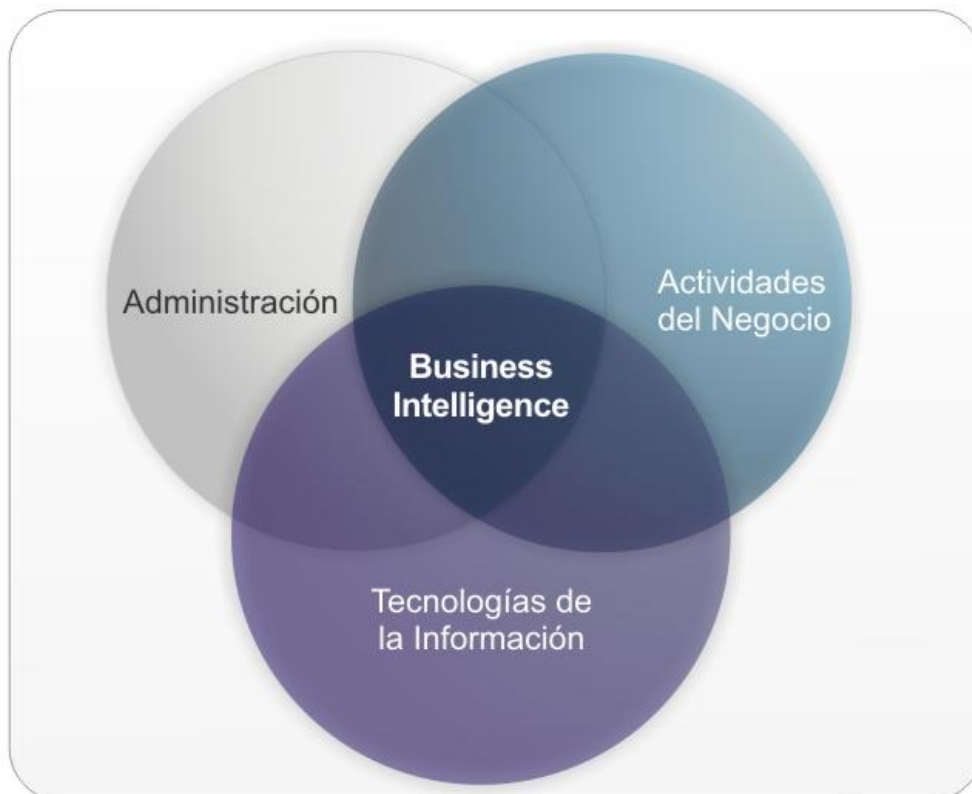 Administración
Actividades
del Negocio
Business
Intelligence
Tecnologías de
la Información